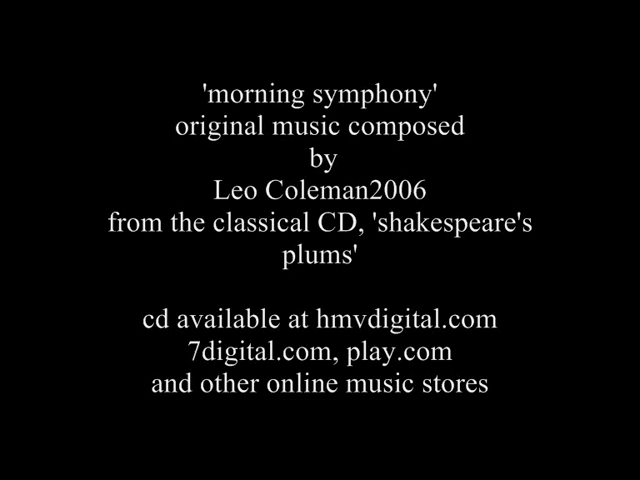 'morning symphony'
original music composed
by
Leo Coleman2006
from the classical CD, 'shakespeare's
plums'
cd available at hmvdigital.com
7digital.com, play.com
and other online music stores